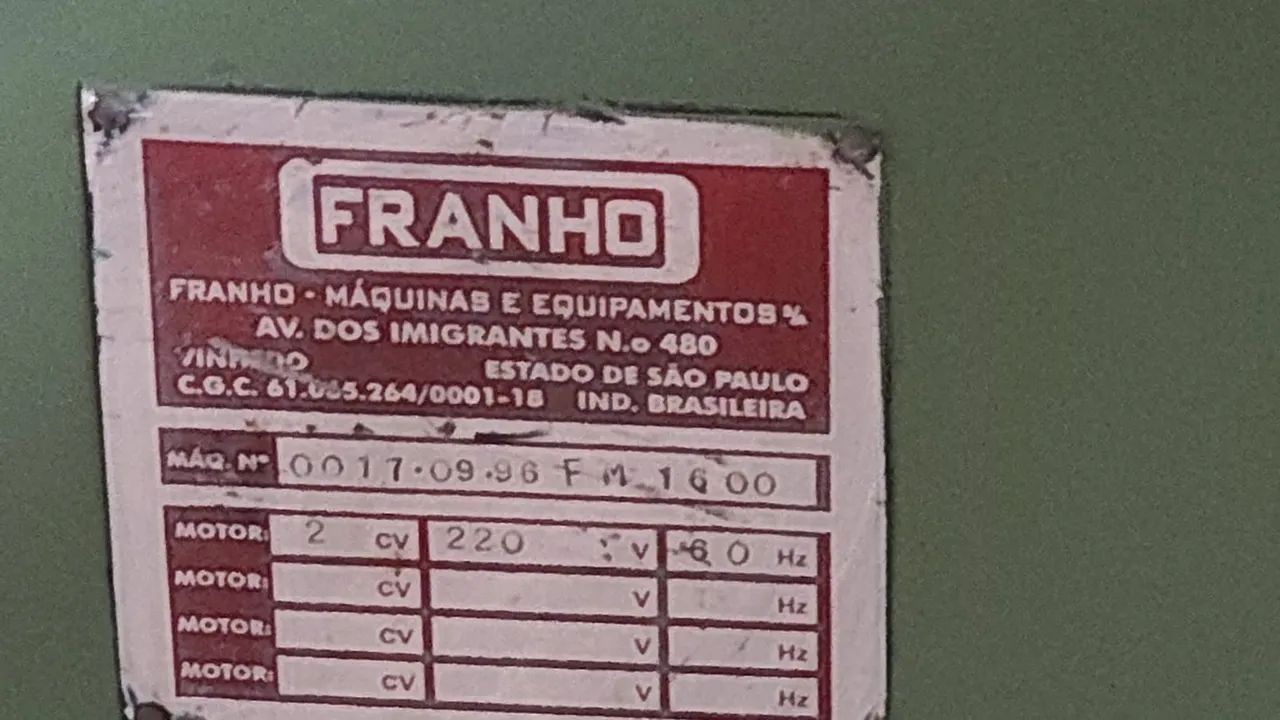 FRANHO
FRANHO - MÁQUINAS E EQUIPAMENTOS S/A
AV. DOS IMIGRANTES N.o 480
ESTADO DE SÃO PAULO
C.G.C. IND. BRASILEIRA
MÁQ. Nº 0017·09·96 FM 1600
MOTOR: 2 CV 220 V 60 Hz
MOTOR: CV V Hz
MOTOR: CV V Hz
MOTOR: CV V Hz